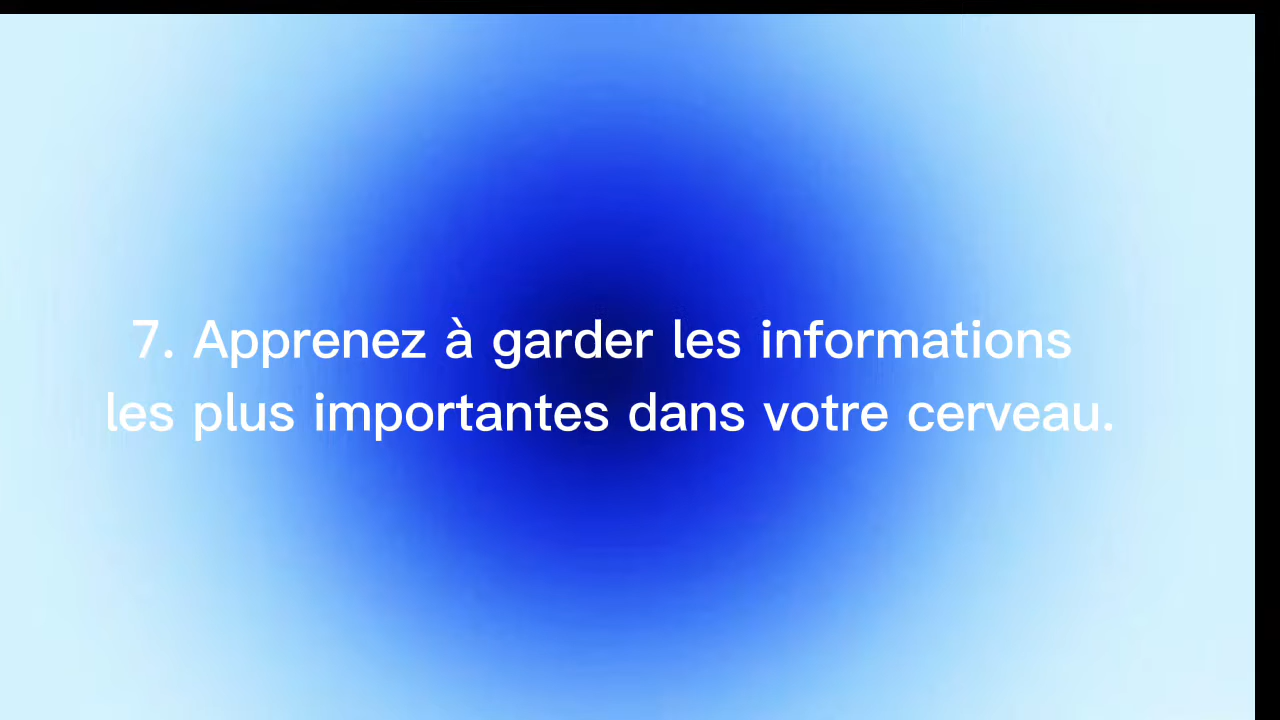 7. Apprenez à garder les informations
les plus importantes dans votre cerveau.